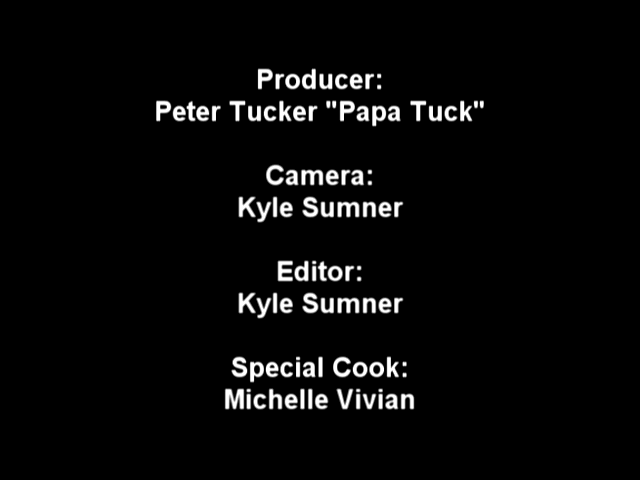 Producer:
Peter Tucker "Papa Tuck"
Camera:
Kyle Sumner
Editor:
Kyle Sumner
Special Cook:
Michelle Vivian